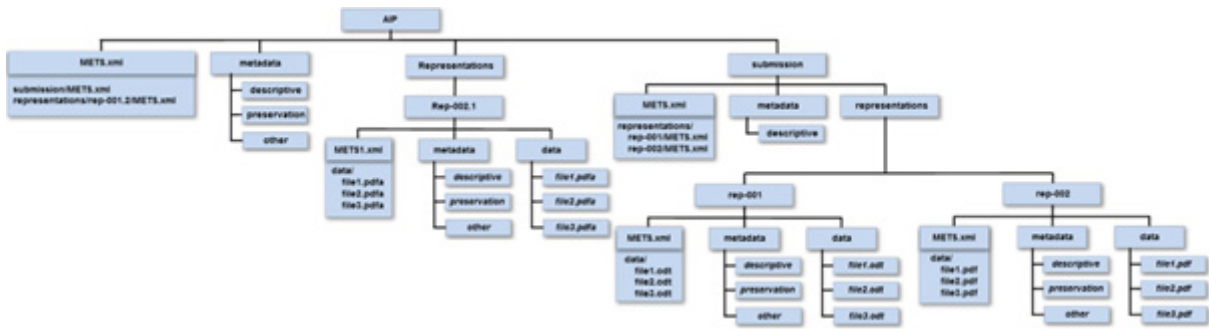 AIP
METS.xml
submission/METS.xml
representations/rep-001.2/METS.xml
metadata
descriptive
preservation
other
Representations
Rep-002.1
METS1.xml
data/
file1.pdfa
file2.pdfa
file3.pdfa
metadata
descriptive
preservation
other
data
file1.pdfa
file2.pdfa
file3.pdfa
submission
METS.xml
representations/
rep-001/METS.xml
rep-002/METS.xml
metadata
descriptive
representations
rep-001
METS.xml
data/
file1.odt
file2.odt
file3.odt
metadata
descriptive
preservation
other
data
file1.odt
file2.odt
file3.odt
rep-002
METS.xml
data/
file1.pdf
file2.pdf
file3.pdf
metadata
descriptive
preservation
other
data
file1.pdf
file2.pdf
file3.pdf